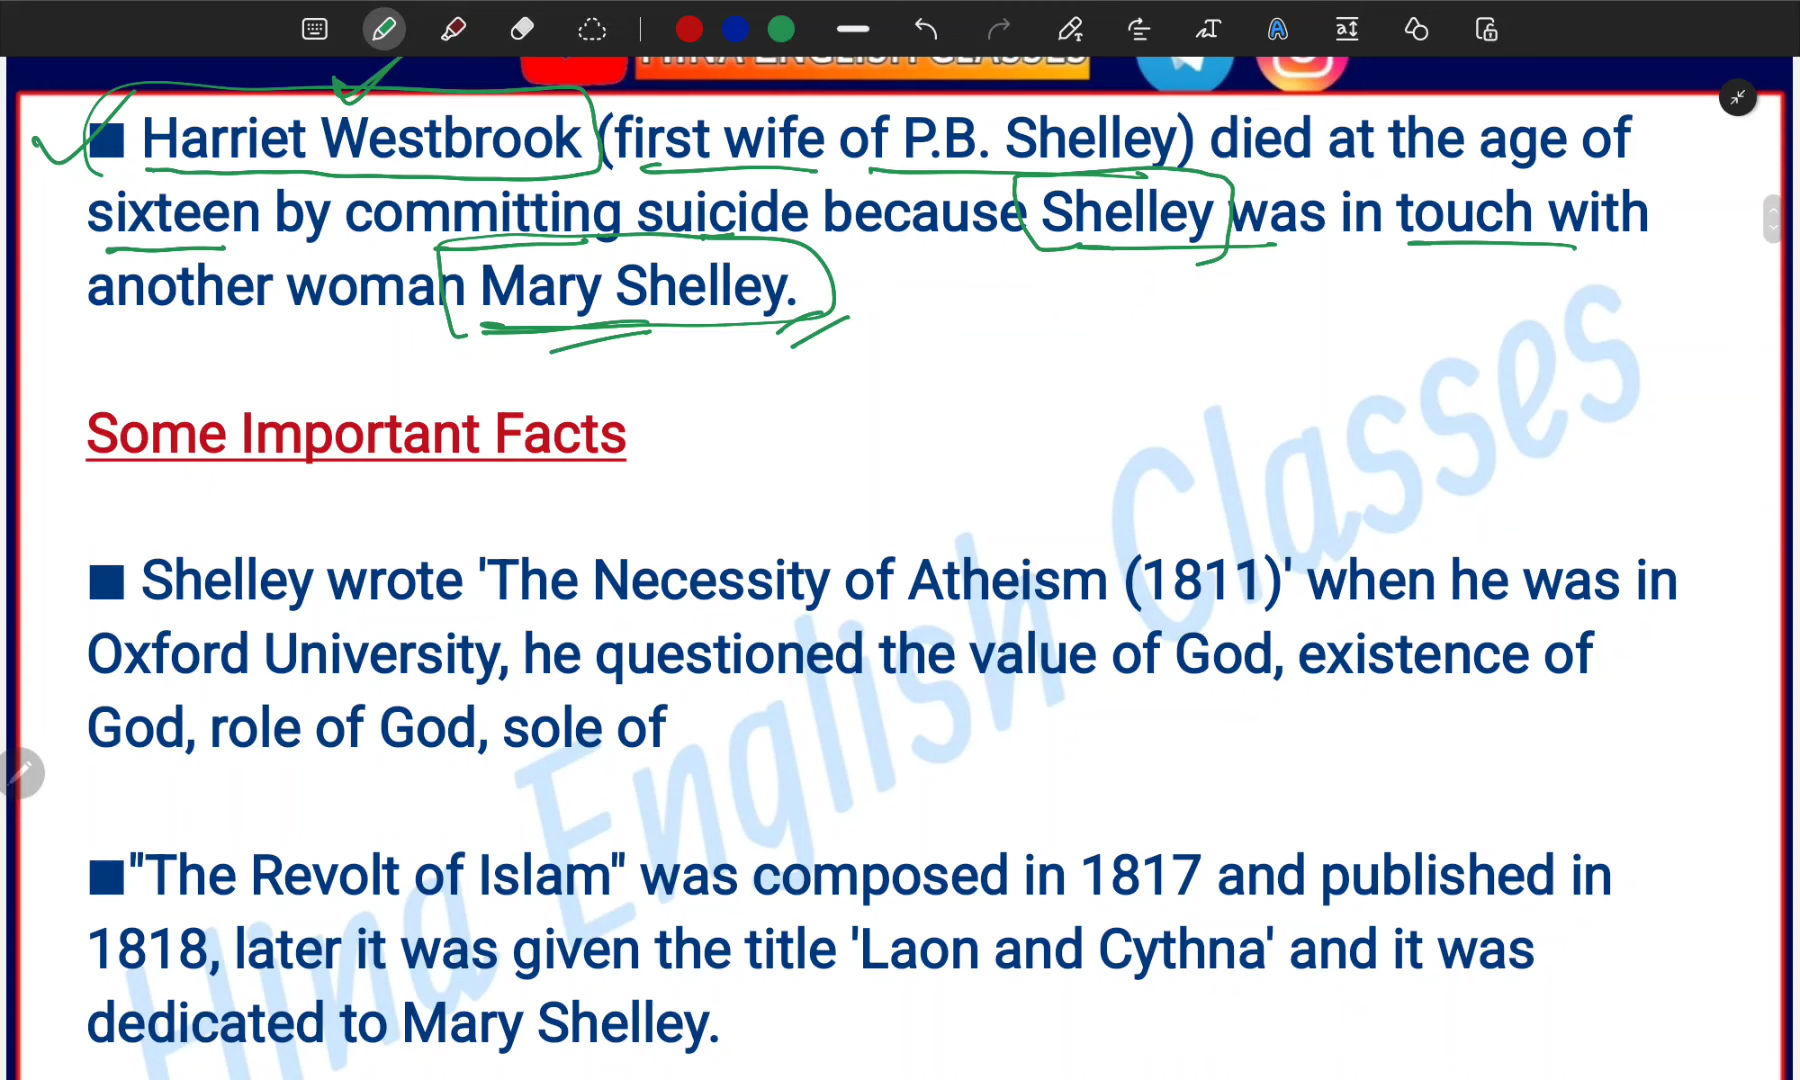 HINA ENGLISH CLASSES
■ Harriet Westbrook (first wife of P.B. Shelley) died at the age of
sixteen by committing suicide because Shelley was in touch with
another woman Mary Shelley.
Some Important Facts
■ Shelley wrote 'The Necessity of Atheism (1811)' when he was in
Oxford University, he questioned the value of God, existence of
God, role of God, sole of
■"The Revolt of Islam" was composed in 1817 and published in
1818, later it was given the title 'Laon and Cythna' and it was
dedicated to Mary Shelley.
Hina English Classes